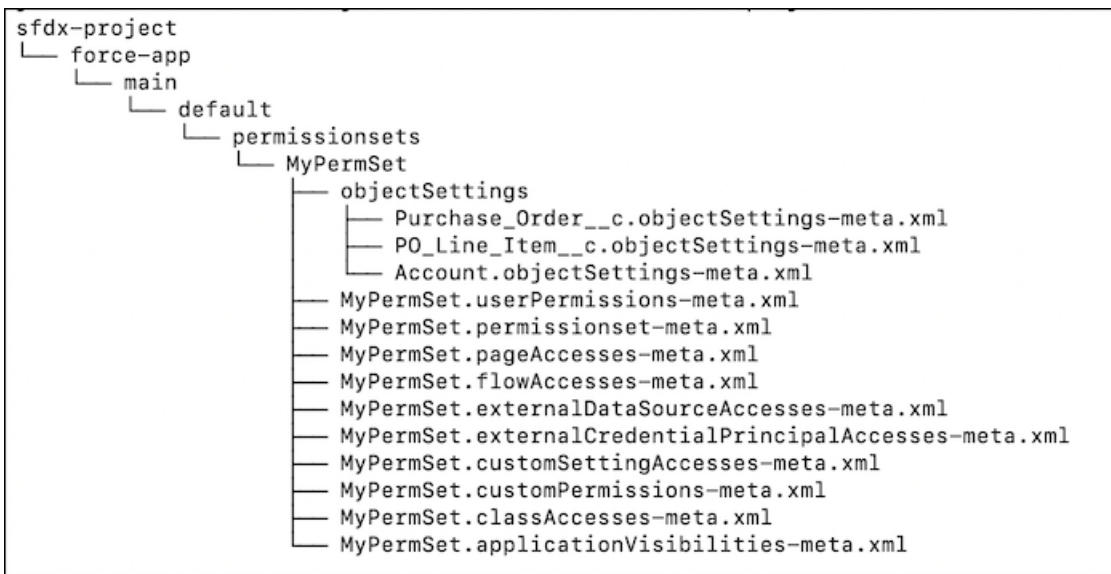 sfdx-project
└── force-app
    └── main
        └── default
            └── permissionsets
                └── MyPermSet
                    ├── objectSettings
                    │   ├── Purchase_Order__c.objectSettings-meta.xml
                    │   ├── PO_Line_Item__c.objectSettings-meta.xml
                    │   └── Account.objectSettings-meta.xml
                    ├── MyPermSet.userPermissions-meta.xml
                    ├── MyPermSet.permissionset-meta.xml
                    ├── MyPermSet.pageAccesses-meta.xml
                    ├── MyPermSet.flowAccesses-meta.xml
                    ├── MyPermSet.externalDataSourceAccesses-meta.xml
                    ├── MyPermSet.externalCredentialPrincipalAccesses-meta.xml
                    ├── MyPermSet.customSettingAccesses-meta.xml
                    ├── MyPermSet.customPermissions-meta.xml
                    ├── MyPermSet.classAccesses-meta.xml
                    └── MyPermSet.applicationVisibilities-meta.xml